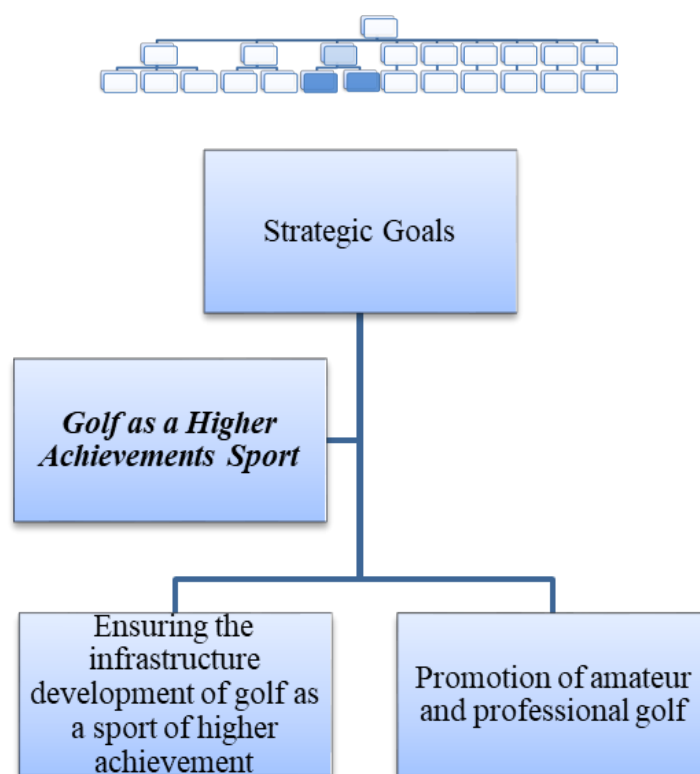 Strategic Goals
Golf as a Higher
Achievements Sport
Ensuring the
infrastructure
development of golf as
a sport of higher
achievement
Promotion of amateur
and professional golf